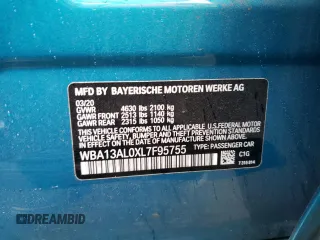 MFD BY BAYERISCHE MOTOREN WERKE AG
03/20
GVWR 4630 lbs 2100 kg
GAWR FRONT 2513 lbs 1140 kg
GAWR REAR 2315 lbs 1050 kg
THIS VEHICLE CONFORMS TO ALL APPLICABLE FEDERAL MOTOR VEHICLE
SAFETY, BUMPER, AND THEFT PREVENTION STANDARDS IN EFFECT ON
THE DATE OF MANUFACTURE SHOWN ABOVE.
WBA13AL0XL7F95755 TYPE: PASSENGER CAR
C1G
DREAMBID